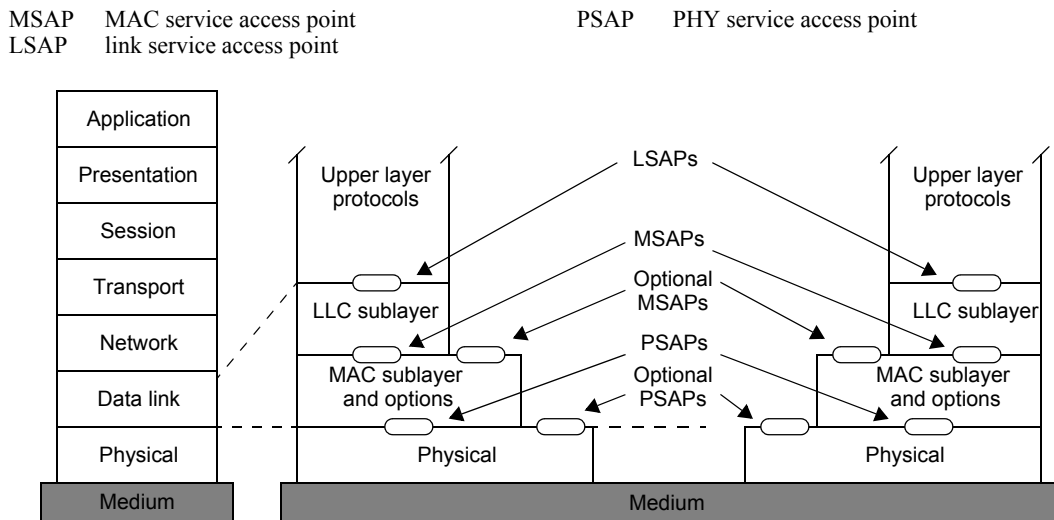 MSAP MAC service access point
PSAP PHY service access point
LSAP link service access point
Application
Presentation
Session
Transport
Network
Data link
Physical
Medium
Upper layer
protocols
LLC sublayer
MAC sublayer
and options
Physical
LSAPs
MSAPs
Optional
MSAPs
PSAPs
Optional
PSAPs
Upper layer
protocols
LLC sublayer
MAC sublayer
and options
Physical
Medium